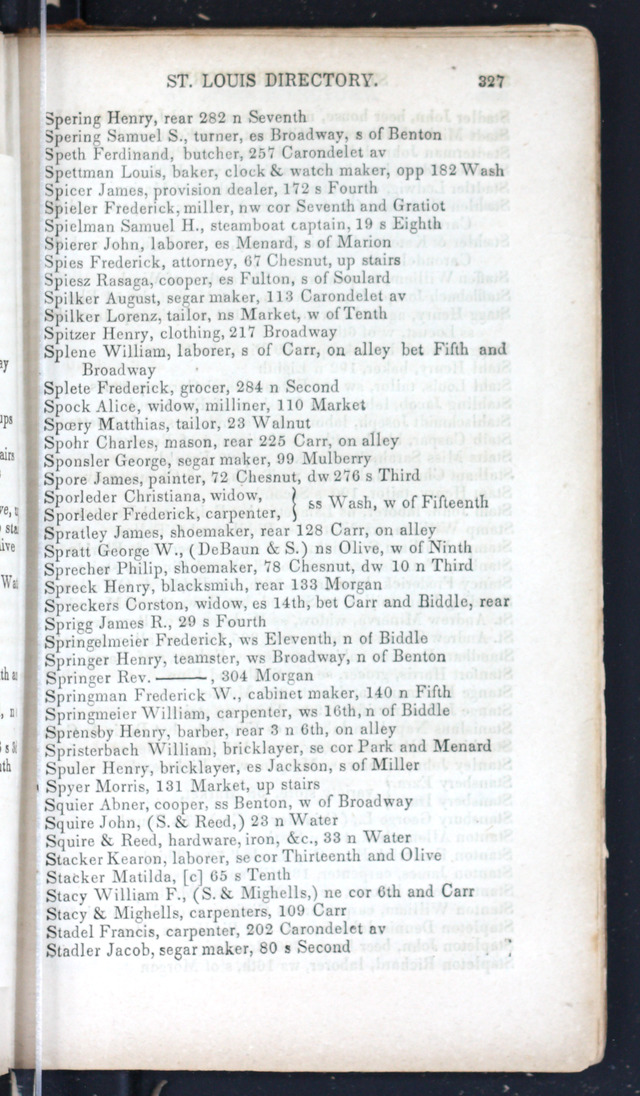 ST. LOUIS DIRECTORY. 327
Spering Henry, rear 282 n Seventh
Spering Samuel S., turner, es Broadway, s of Benton
Speth Ferdinand, butcher, 257 Carondelet av
Spettman Louis, baker, clock & watch maker, opp 182 Wash
Spicer James, provision dealer, 172 s Fourth
Spieler Frederick, miller, nw cor Seventh and Gratiot
Spielman Samuel H., steamboat captain, 19 s Eighth
Spierer John, laborer, es Menard, s of Marion
Spies Frederick, attorney, 67 Chesnut, up stairs
Spiesz Rasaga, cooper, es Fulton, s of Soulard
Spilker August, segar maker, 113 Carondelet av
Spilker Lorenz, tailor, ns Market, w of Tenth
Spitzer Henry, clothing, 217 Broadway
Splene William, laborer, s of Carr, on alley bet Fifth and
Broadway
Splete Frederick, grocer, 284 n Second
Spock Alice, widow, milliner, 110 Market
Spœry Matthias, tailor, 23 Walnut
Spohr Charles, mason, rear 225 Carr, on alley
Sponsler George, segar maker, 99 Mulberry
Spore James, painter, 72 Chesnut, dw 276 s Third
Sporleder Christiana, widow,
Sporleder Frederick, carpenter, } ss Wash, w of Fifteenth
Spratley James, shoemaker, rear 128 Carr, on alley
Spratt George W., (DeBaun & S.) ns Olive, w of Ninth
Sprecher Philip, shoemaker, 78 Chesnut, dw 10 n Third
Spreck Henry, blacksmith, rear 133 Morgan
Spreckers Corston, widow, es 14th, bet Carr and Biddle, rear
Sprigg James R., 29 s Fourth
Springelmeier Frederick, ws Eleventh, n of Biddle
Springer Henry, teamster, ws Broadway, n of Benton
Springer Rev. ———, 304 Morgan
Springman Frederick W., cabinet maker, 140 n Fifth
Springmeier William, carpenter, ws 16th, n of Biddle
Sprensby Henry, barber, rear 3 n 6th, on alley
Spristerbach William, bricklayer, se cor Park and Menard
Spuler Henry, bricklayer, es Jackson, s of Miller
Spyer Morris, 131 Market, up stairs
Squier Abner, cooper, ss Benton, w of Broadway
Squire John, (S. & Reed,) 23 n Water
Squire & Reed, hardware, iron, &c., 33 n Water
Stacker Kearon, laborer, se cor Thirteenth and Olive
Stacker Matilda, [c] 65 s Tenth
Stacy William F., (S. & Mighells,) ne cor 6th and Carr
Stacy & Mighells, carpenters, 109 Carr
Stadel Francis, carpenter, 202 Carondelet av
Stadler Jacob, segar maker, 80 s Second